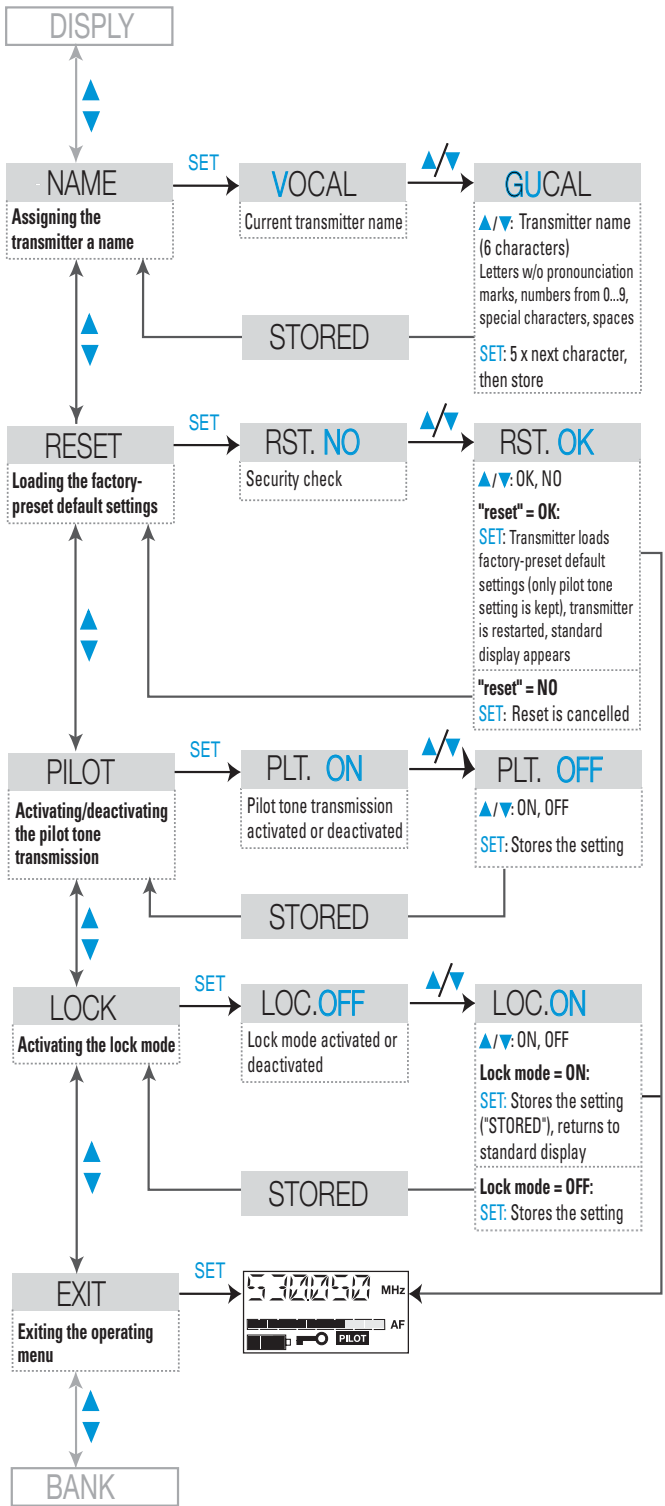 DISPLY
NAME
SET
VOCAL
▲/▼
GUCAL
Assigning the
transmitter a name
Current transmitter name
▲/▼: Transmitter name
(6 characters)
Letters w/o pronounciation
marks, numbers from 0...9,
special characters, spaces
SET: 5 x next character,
then store
STORED
RESET
SET
RST. NO
▲/▼
RST. OK
Loading the factory-
preset default settings
Security check
▲/▼: OK, NO
"reset" = OK:
SET: Transmitter loads
factory-preset default
settings (only pilot tone
setting is kept), transmitter
is restarted, standard
display appears
"reset" = NO
SET: Reset is cancelled
PILOT
SET
PLT. ON
▲/▼
PLT. OFF
Activating/deactivating
the pilot tone
transmission
Pilot tone transmission
activated or deactivated
▲/▼: ON, OFF
SET: Stores the setting
STORED
LOCK
SET
LOC.OFF
▲/▼
LOC.ON
Activating the lock mode
Lock mode activated or
deactivated
▲/▼: ON, OFF
Lock mode = ON:
SET: Stores the setting
("STORED"), returns to
standard display
Lock mode = OFF:
SET: Stores the setting
STORED
EXIT
SET
530050 MHz
AF
PILOT
Exiting the operating
menu
BANK